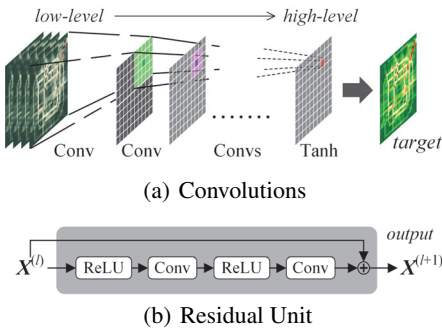 low-level high-level
Conv Conv Convs Tanh target
(a) Convolutions
output
X(l) ReLU Conv ReLU Conv + X(l+1)
(b) Residual Unit